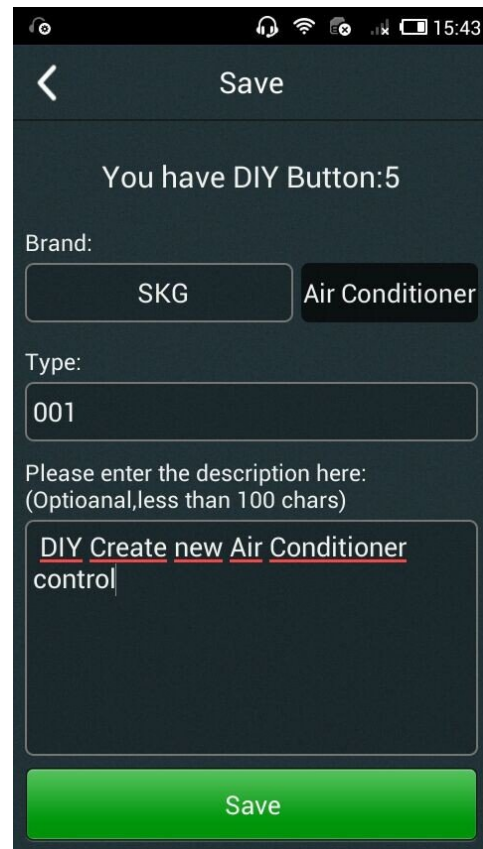 15:43
Save
You have DIY Button:5
Brand:
SKG
Air Conditioner
Type:
001
Please enter the description here:
(Optioanal,less than 100 chars)
DIY Create new Air Conditioner
control
Save